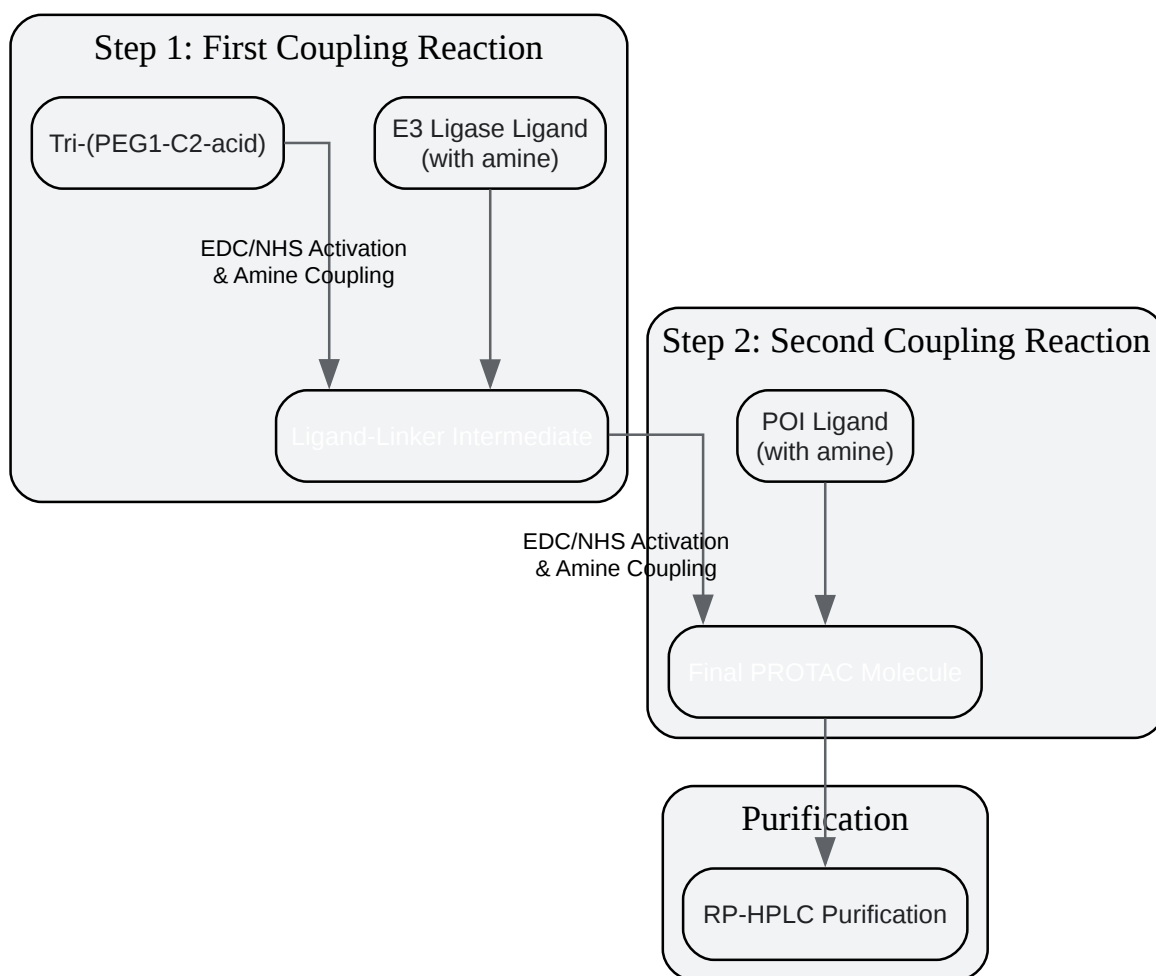 Step 1: First Coupling Reaction
Tri-(PEG1-C2-acid)
E3 Ligase Ligand
(with amine)
EDC/NHS Activation
& Amine Coupling
Ligand-Linker Intermediate
Step 2: Second Coupling Reaction
POI Ligand
(with amine)
EDC/NHS Activation
& Amine Coupling
Final PROTAC Molecule
Purification
RP-HPLC Purification